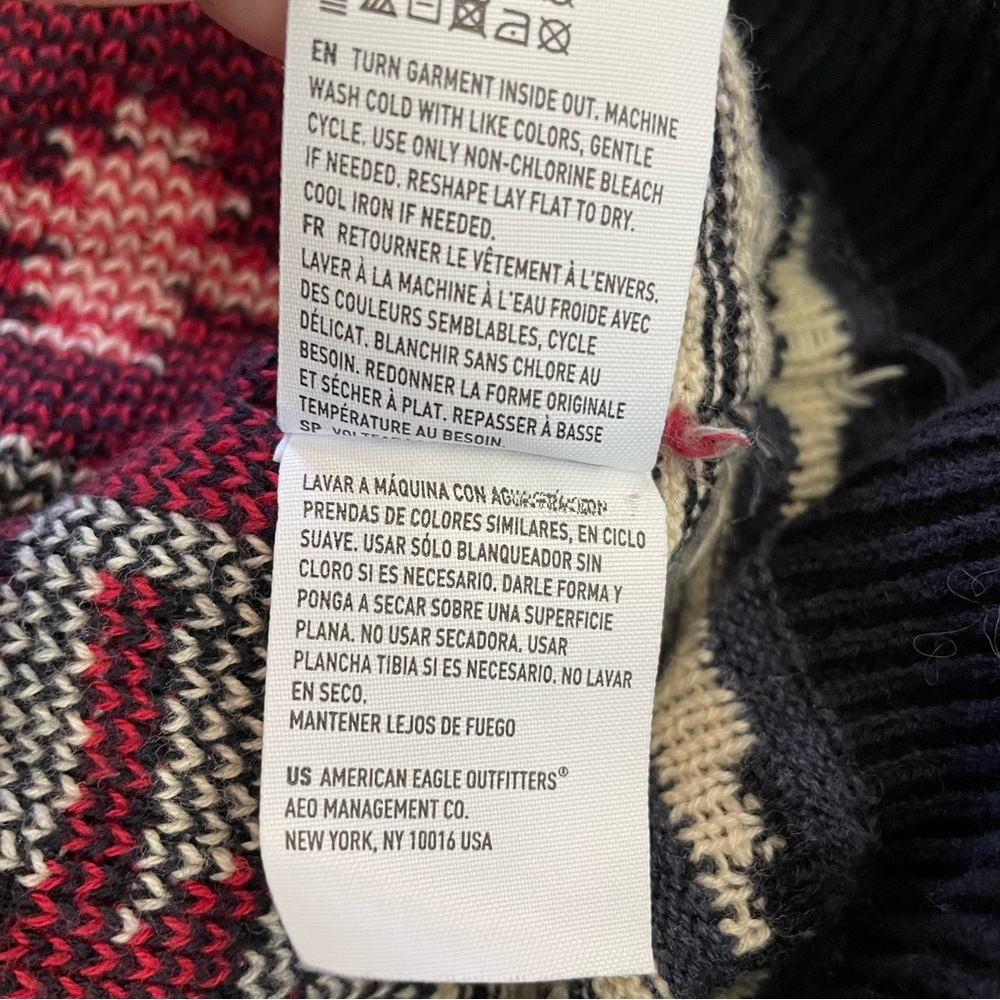 EN TURN GARMENT INSIDE OUT. MACHINE
WASH COLD WITH LIKE COLORS, GENTLE
CYCLE. USE ONLY NON-CHLORINE BLEACH
IF NEEDED. RESHAPE LAY FLAT TO DRY.
COOL IRON IF NEEDED.
FR RETOURNER LE VÊTEMENT À L'ENVERS.
LAVER À LA MACHINE À L'EAU FROIDE AVEC
DES COULEURS SEMBLABLES, CYCLE
DÉLICAT. BLANCHIR SANS CHLORE AU
BESOIN. REDONNER LA FORME ORIGINALE
ET SÉCHER À PLAT. REPASSER À BASSE
TEMPÉRATURE AU BESOIN.
SP
LAVAR A MÁQUINA CON
PRENDAS DE COLORES SIMILARES, EN CICLO
SUAVE. USAR SÓLO BLANQUEADOR SIN
CLORO SI ES NECESARIO. DARLE FORMA Y
PONGA A SECAR SOBRE UNA SUPERFICIE
PLANA. NO USAR SECADORA. USAR
PLANCHA TIBIA SI ES NECESARIO. NO LAVAR
EN SECO.
MANTENER LEJOS DE FUEGO
US AMERICAN EAGLE OUTFITTERS®
AEO MANAGEMENT CO.
NEW YORK, NY 10016 USA